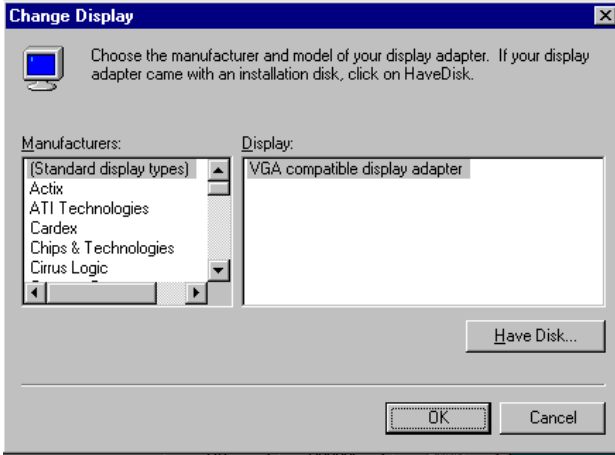 Change Display
Choose the manufacturer and model of your display adapter. If your display
adapter came with an installation disk, click on HaveDisk.
Manufacturers:
(Standard display types)
Actix
ATI Technologies
Cardex
Chips & Technologies
Cirrus Logic
Display:
VGA compatible display adapter
Have Disk...
OK
Cancel